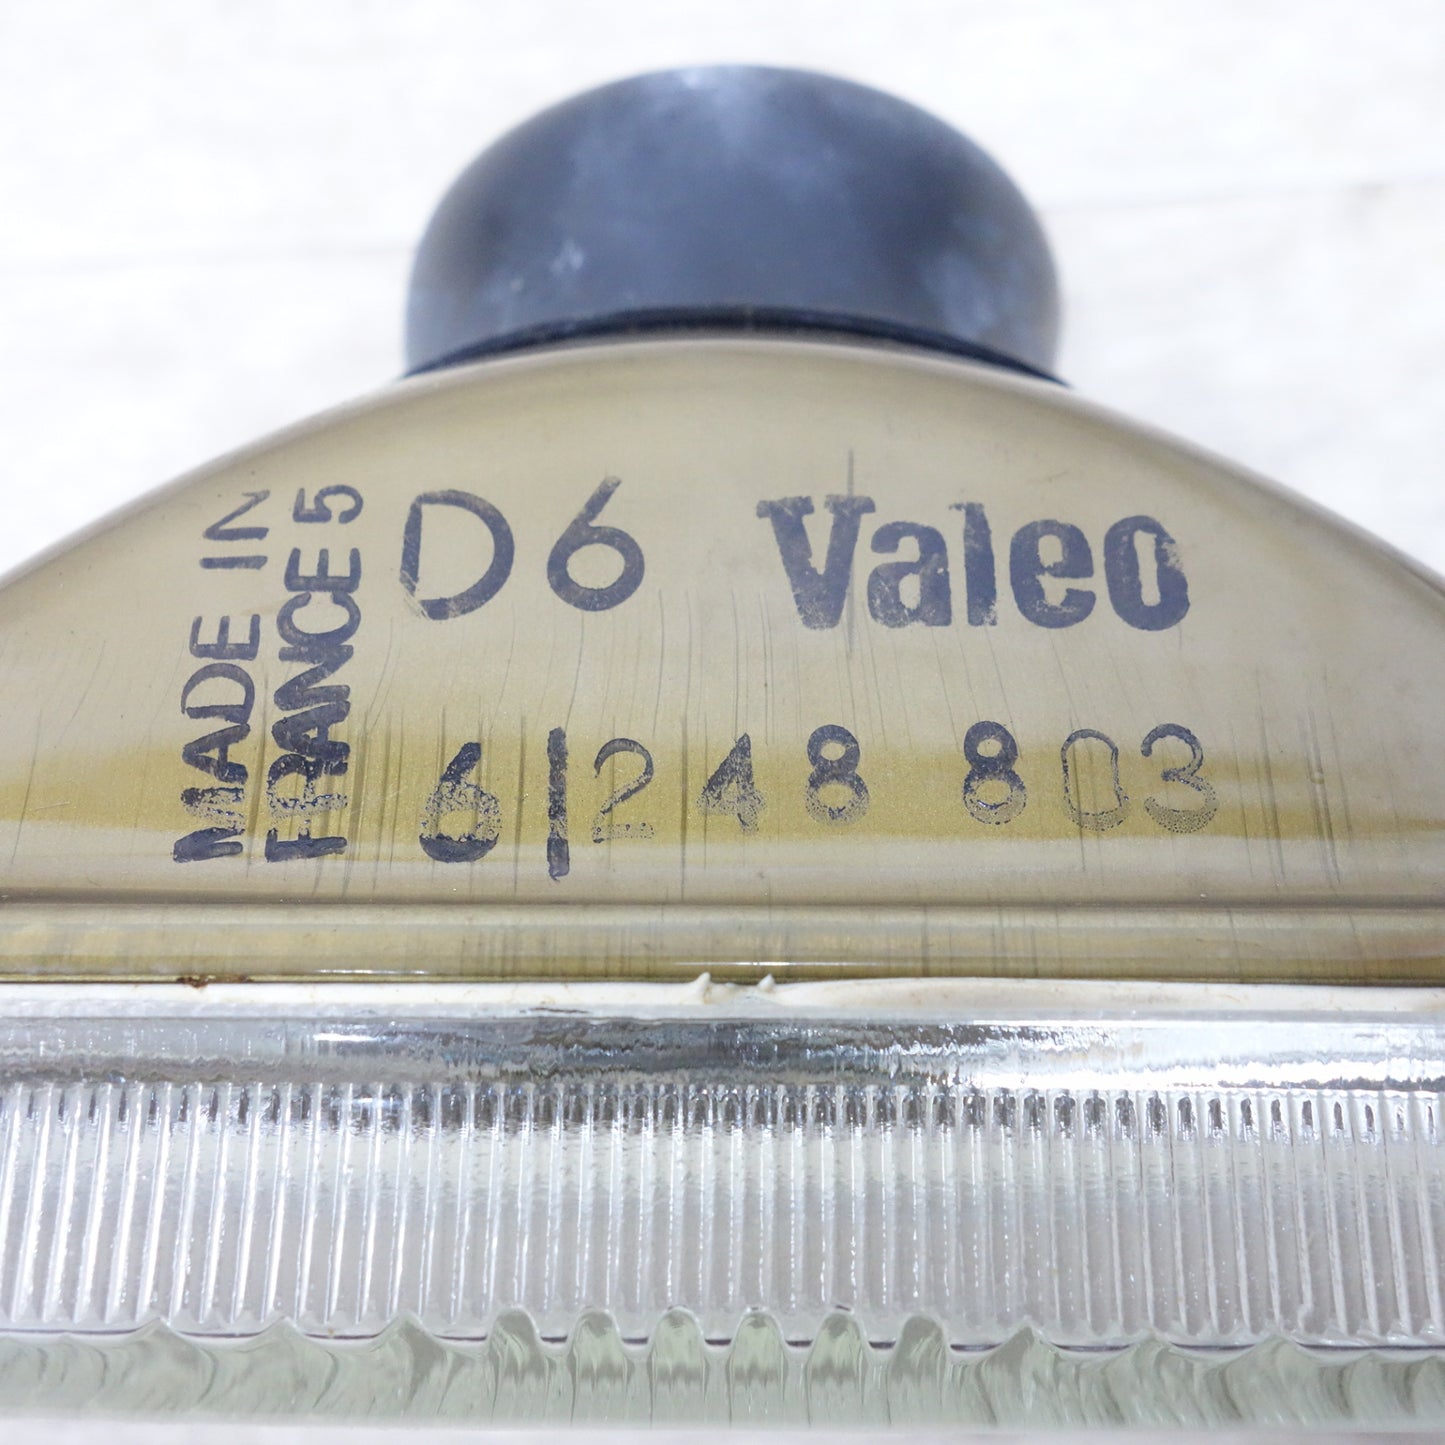 MADE IN
FRANCE 5
D6 Valeo
61248 803